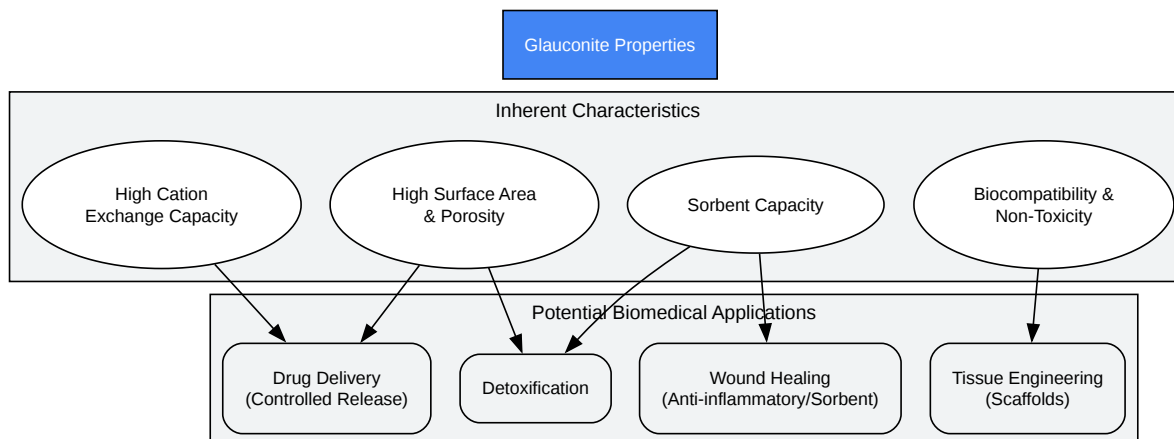 Glauconite Properties
Inherent Characteristics
High Cation
Exchange Capacity
High Surface Area
& Porosity
Sorbent Capacity
Biocompatibility &
Non-Toxicity
Potential Biomedical Applications
Drug Delivery
(Controlled Release)
Detoxification
Wound Healing
(Anti-inflammatory/Sorbent)
Tissue Engineering
(Scaffolds)